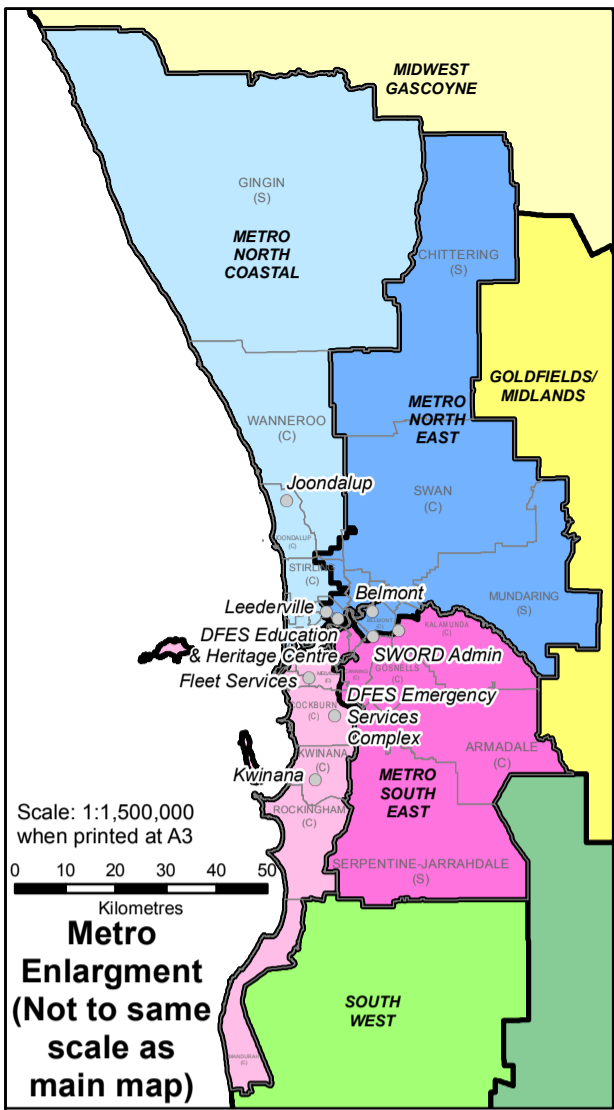 MIDWEST
GASCOYNE
GINGIN
(S)
METRO
NORTH
COASTAL
CHITTERING
(S)
GOLDFIELDS/
MIDLANDS
METRO
NORTH
EAST
WANNEROO
(C)
SWAN
(C)
Joondalup
JOONDALUP
(C)
STIRLING
(C)
MUNDARING
(S)
Belmont
Leederville
BELMONT
(C)
KALAMUNDA
(C)
DFES Education
& Heritage Centre
SWORD Admin
GOSNELLS
(C)
Fleet Services
DFES Emergency
Services
Complex
COCKBURN
(C)
ARMADALE
(C)
KWINANA
(C)
Kwinana
METRO
SOUTH
EAST
ROCKINGHAM
(C)
Scale: 1:1,500,000
when printed at A3
SERPENTINE-JARRAHDALE
(S)
0 10 20 30 40 50
Kilometres
Metro
Enlargment
(Not to same
scale as
main map)
SOUTH
WEST
MANDURAH
(C)